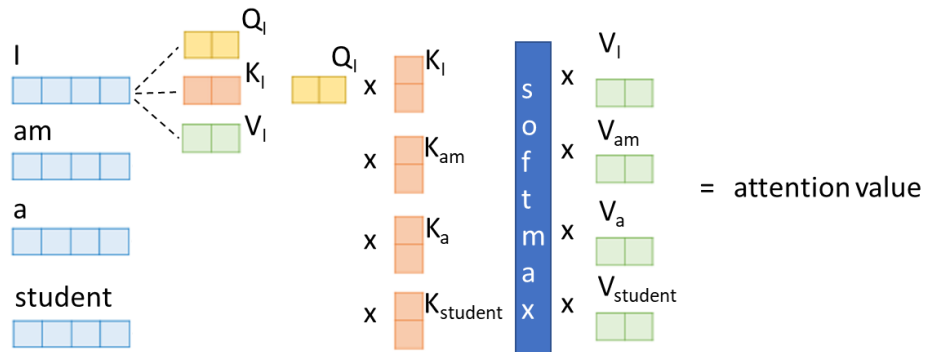 I
Q_I
K_I
V_I
Q_I x K_I
x K_am
x K_a
x K_student
softmax
x V_I
x V_am
x V_a
x V_student
= attention value
am
a
student